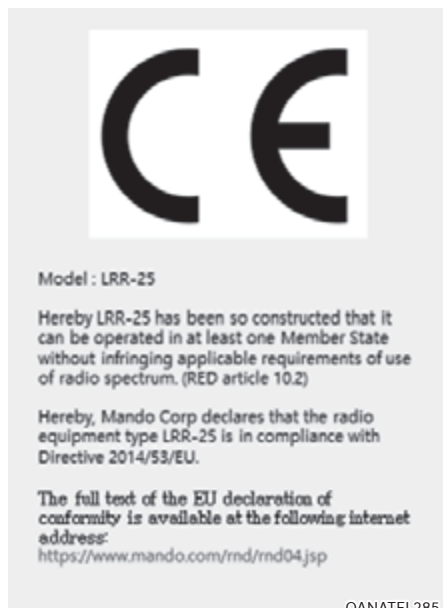 CE
Model : LRR-25
Hereby LRR-25 has been so constructed that it
can be operated in at least one Member State
without infringing applicable requirements of use
of radio spectrum. (RED article 10.2)
Hereby, Mando Corp declares that the radio
equipment type LRR-25 is in compliance with
Directive 2014/53/EU.
The full text of the EU declaration of
conformity is available at the following internet
address:
https://www.mando.com/rnd/rnd04.jsp